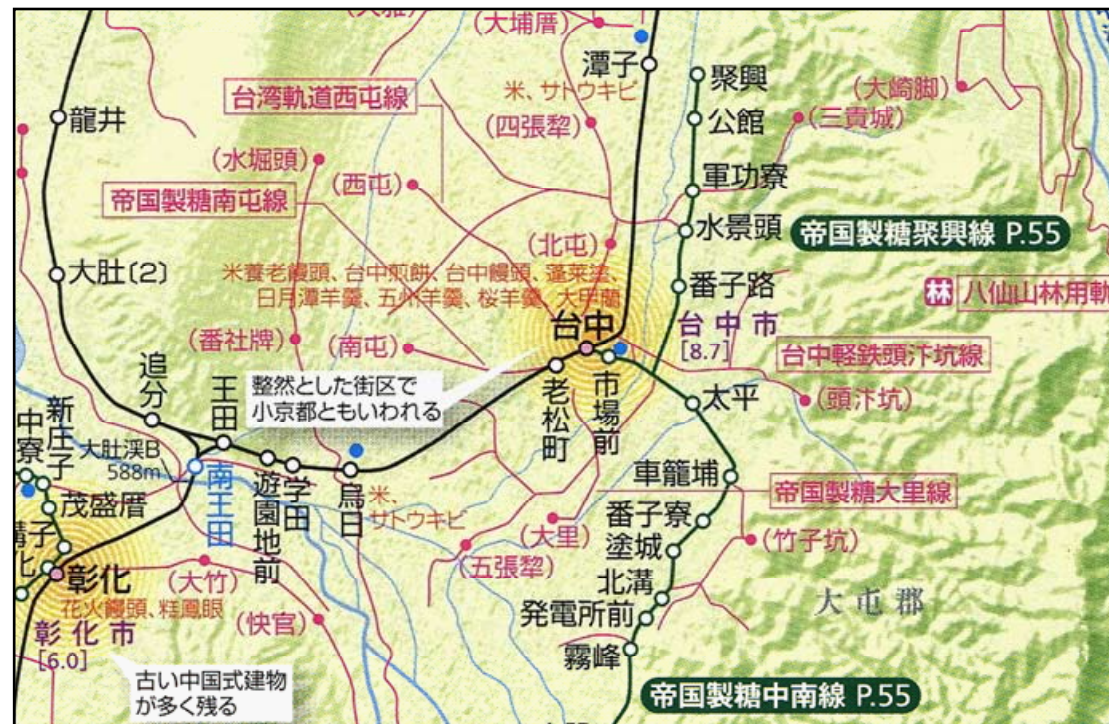 (大埔厝)
潭子
米、サトウキビ
聚興
公館
(大崎脚)
(三貴城)
龍井
台湾軌道西屯線
(四張犂)
(水堀頭)
(西屯)
軍功寮
帝国製糖南屯線
水景頭
帝国製糖聚興線 P.55
(北屯)
大肚〔2〕
米養老饅頭、台中煎餅、台中饅頭、蓬莱
日月潭羊羹、五州羊羹、桜羊羹、大甲藺
番子路
林 八仙山林用軌
台中
台中市
[8.7]
(番社牌)
(南屯)
台中軽鉄頭汴坑線
整然とした街区で
小京都ともいわれる
追分
王田
老松町
市場前
太平
(頭汴坑)
新庄子
中寮
大肚渓B
588m
南王田
遊園地前
学田
烏日
米、
サトウキビ
車籠埔
帝国製糖大里線
茂盛厝
番子寮
(大里)
(竹子坑)
塗城
(五張犂)
北溝
彰化
(大竹)
花火饅頭、粩鳳眼
発電所前
大屯郡
(快官)
彰化市
[6.0]
霧峰
古い中国式建物
が多く残る
帝国製糖中南線 P.55